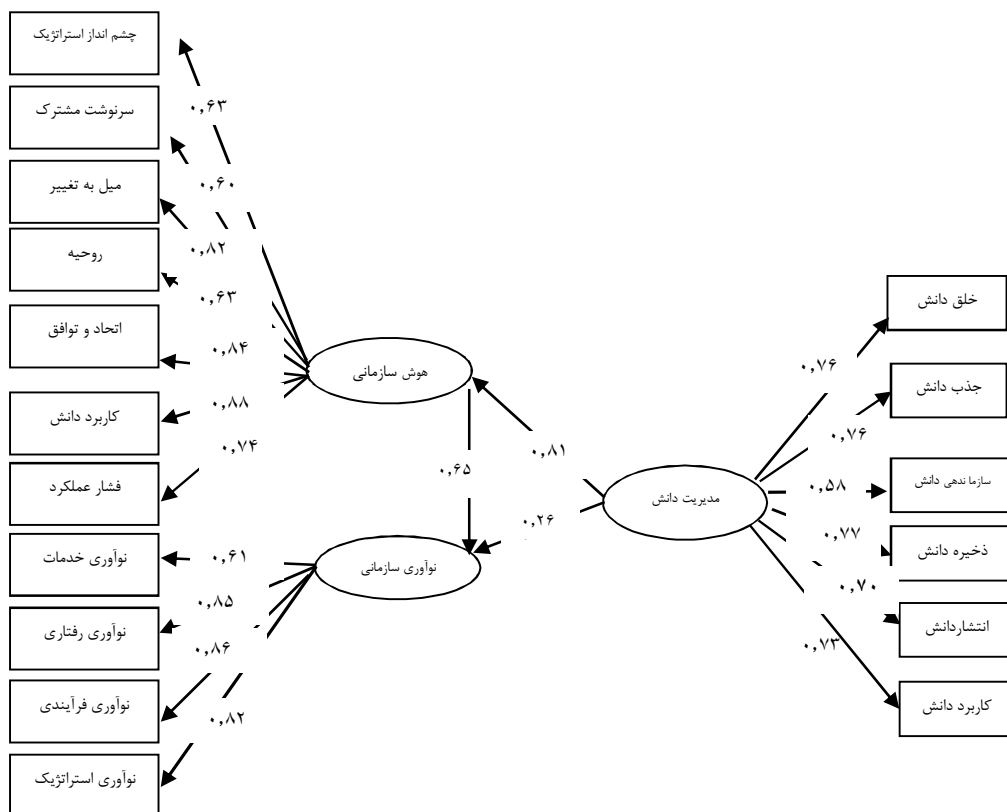 چشم انداز استراتژیک
۰,۶۳
سرنوشت مشترک
۰,۶۰
میل به تغییر
۰,۸۲
روحیه
۰,۶۳
اتحاد و توافق
۰,۸۴
کاربرد دانش
۰,۸۸
فشار عملکرد
۰,۷۴
هوش سازمانی
۰,۸۱
۰,۶۵
۰,۲۶
مدیریت دانش
نوآوری سازمانی
نوآوری خدمات
۰,۶۱
نوآوری رفتاری
۰,۸۵
نوآوری فرآیندی
۰,۸۶
نوآوری استراتژیک
۰,۸۲
خلق دانش
۰,۷۶
جذب دانش
۰,۷۶
سازما ندهی دانش
۰,۵۸
ذخیره دانش
۰,۷۷
انتشاردانش
۰,۷۰
کاربرد دانش
۰,۷۳